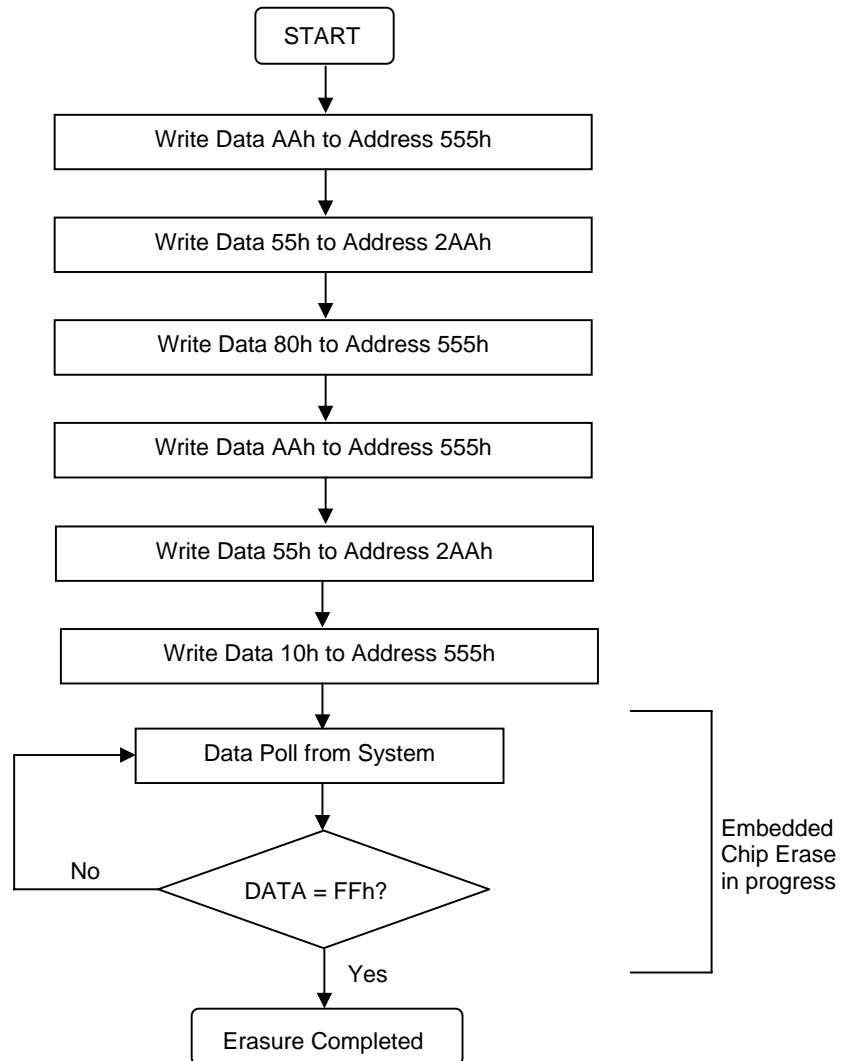 START
Write Data AAh to Address 555h
Write Data 55h to Address 2AAh
Write Data 80h to Address 555h
Write Data AAh to Address 555h
Write Data 55h to Address 2AAh
Write Data 10h to Address 555h
Data Poll from System
No
DATA = FFh?
Yes
Embedded
Chip Erase
in progress
Erasure Completed